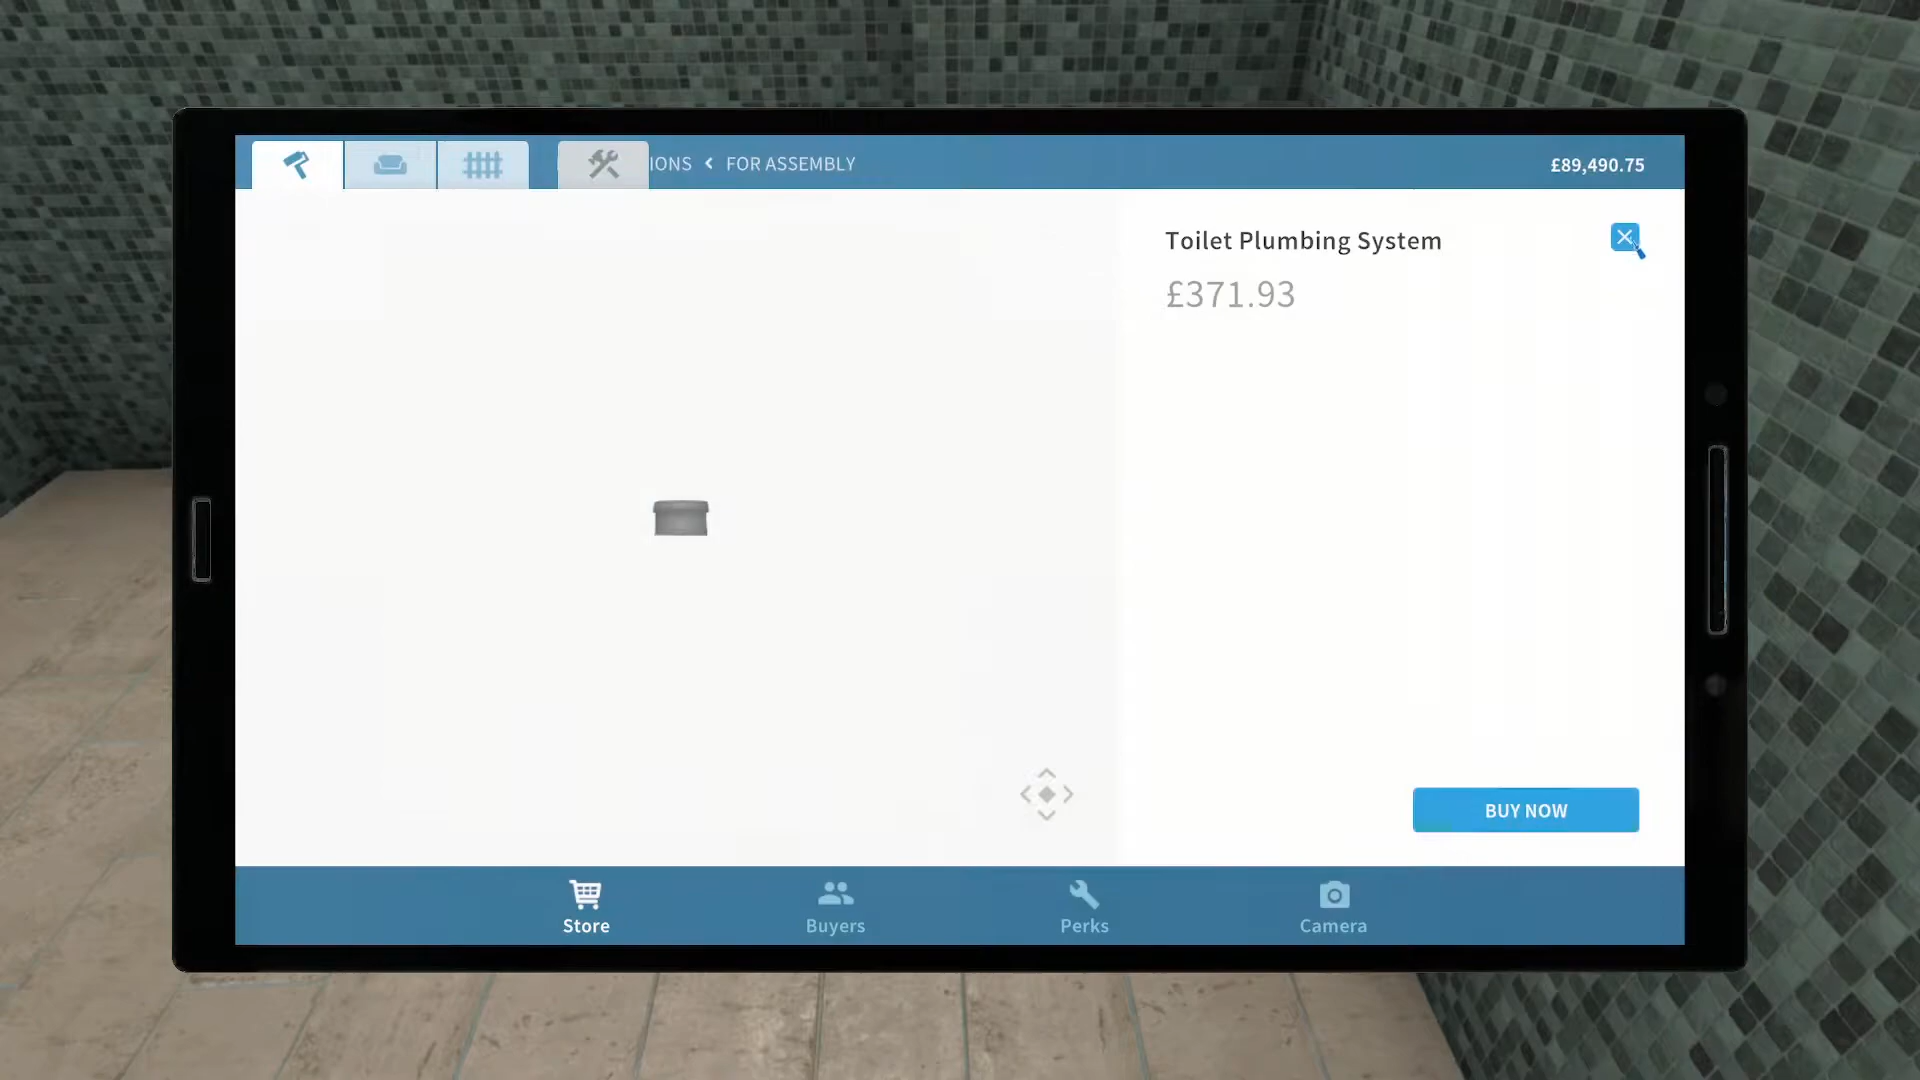 IONS < FOR ASSEMBLY
£89,490.75
Toilet Plumbing System
£371.93
BUY NOW
Store
Buyers
Perks
Camera